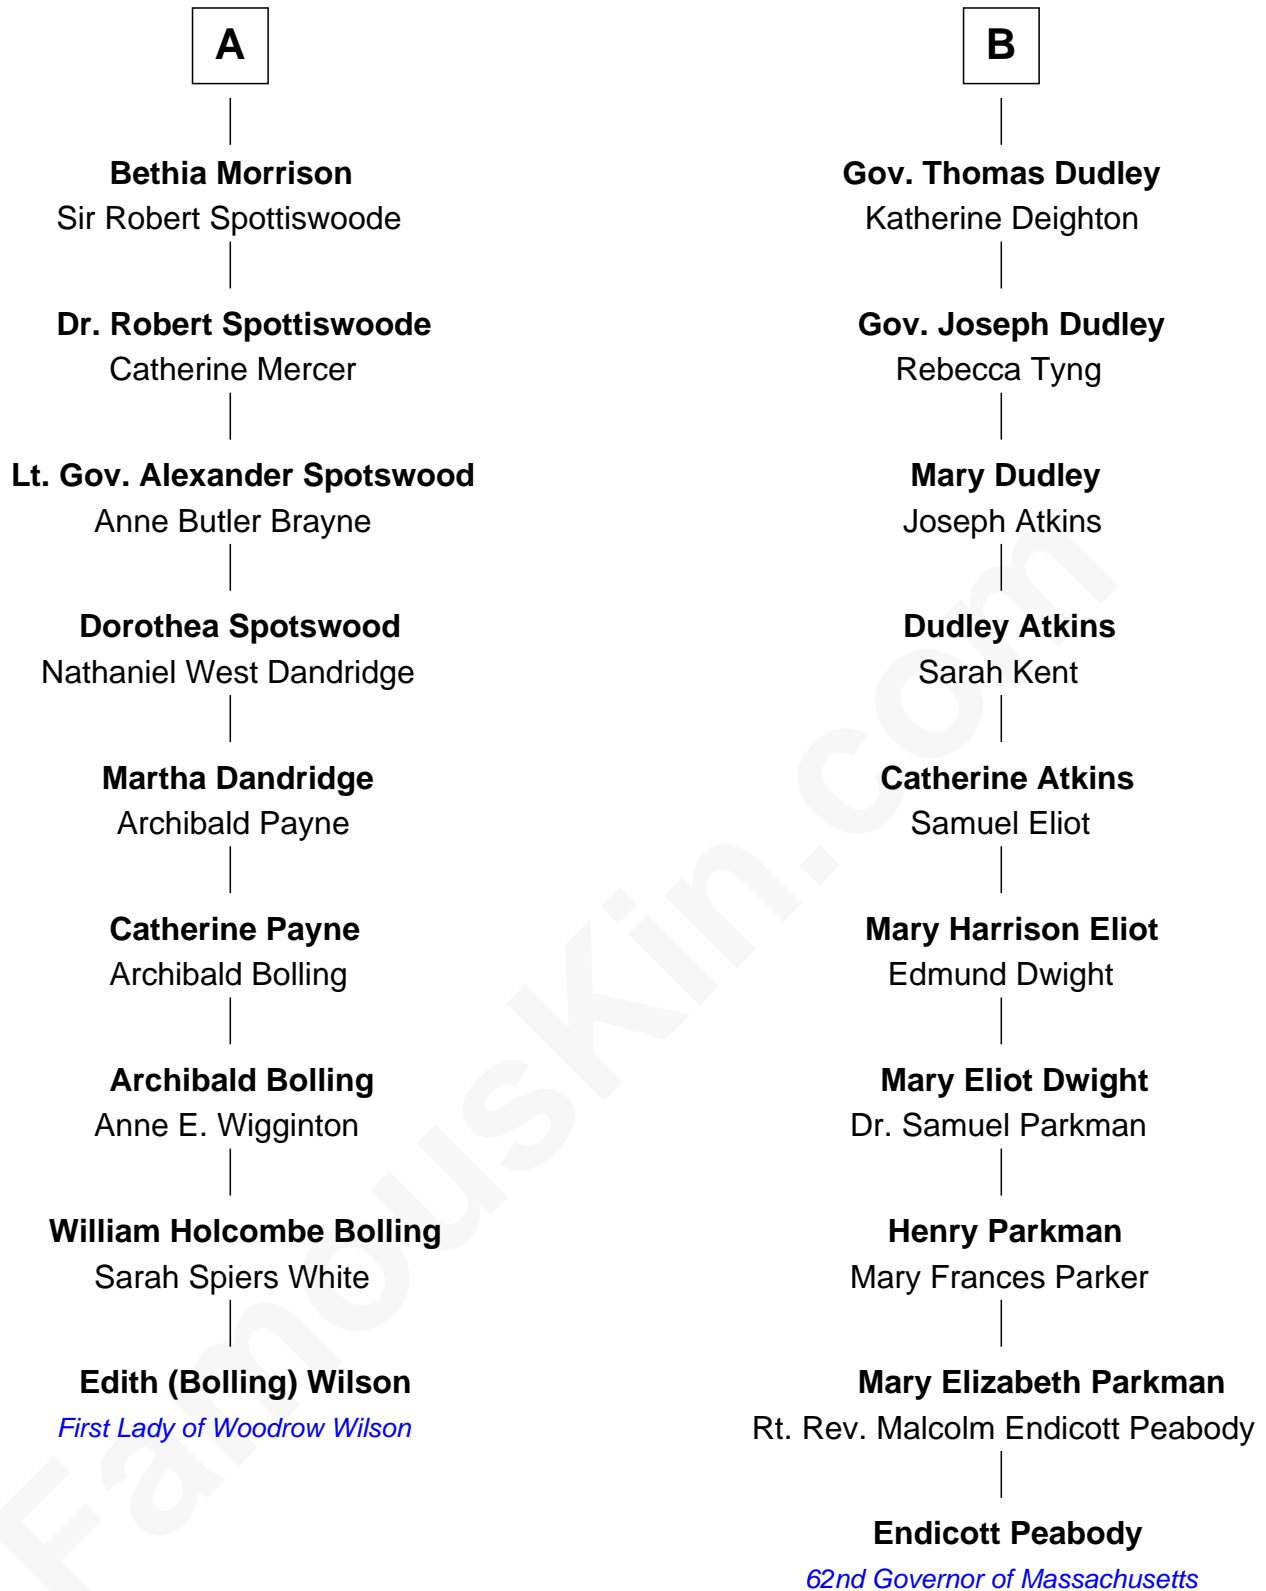 A
Bethia Morrison
Sir Robert Spottiswoode
Dr. Robert Spottiswoode
Catherine Mercer
Lt. Gov. Alexander Spotswood
Anne Butler Brayne
Dorothea Spotswood
Nathaniel West Dandridge
Martha Dandridge
Archibald Payne
Catherine Payne
Archibald Bolling
Archibald Bolling
Anne E. Wigginton
William Holcombe Bolling
Sarah Spiers White
Edith (Bolling) Wilson
First Lady of Woodrow Wilson
B
Gov. Thomas Dudley
Katherine Deighton
Gov. Joseph Dudley
Rebecca Tyng
Mary Dudley
Joseph Atkins
Dudley Atkins
Sarah Kent
Catherine Atkins
Samuel Eliot
Mary Harrison Eliot
Edmund Dwight
Mary Eliot Dwight
Dr. Samuel Parkman
Henry Parkman
Mary Frances Parker
Mary Elizabeth Parkman
Rt. Rev. Malcolm Endicott Peabody
Endicott Peabody
62nd Governor of Massachusetts
FamousKin.com